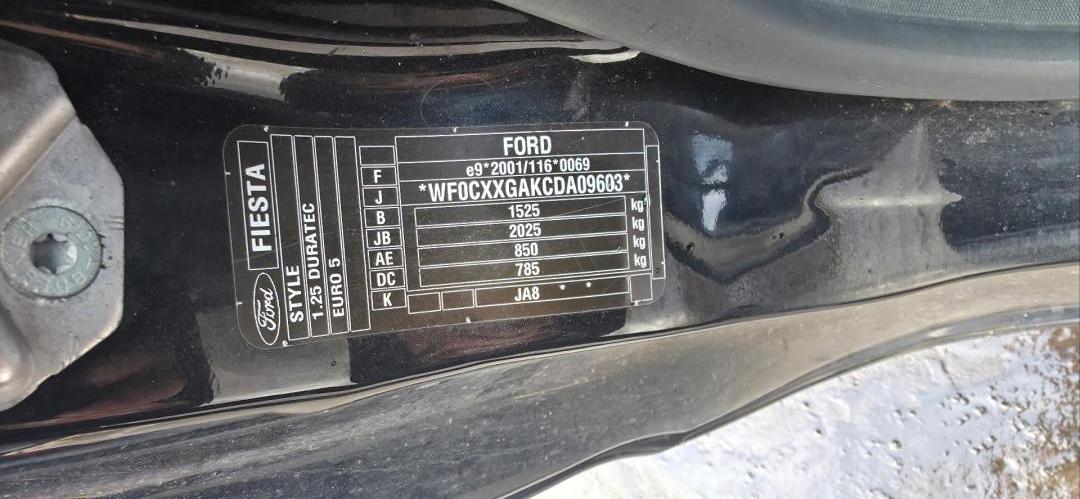 FORD
e9*2001/116*0069
*WF0CXXGAKCDA09603*
1525 kg
2025 kg
850 kg
785 kg
JA8 * *
F
J
B
JB
AE
DC
K
FIESTA
Ford
STYLE
1.25 DURATEC
EURO 5